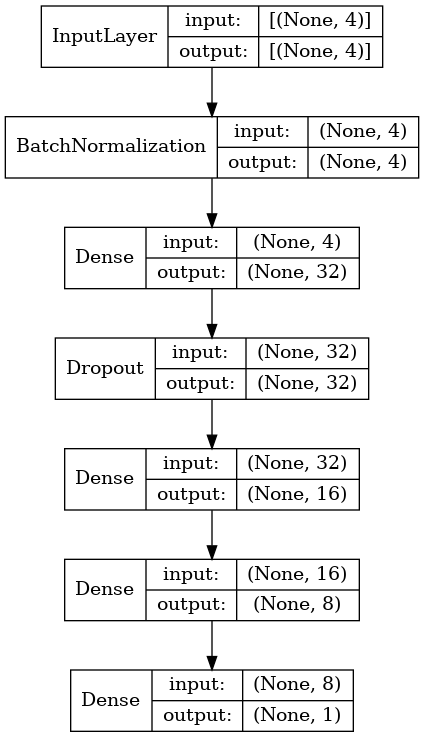 InputLayer
input: [(None, 4)]
output: [(None, 4)]
BatchNormalization
input: (None, 4)
output: (None, 4)
Dense
input: (None, 4)
output: (None, 32)
Dropout
input: (None, 32)
output: (None, 32)
Dense
input: (None, 32)
output: (None, 16)
Dense
input: (None, 16)
output: (None, 8)
Dense
input: (None, 8)
output: (None, 1)